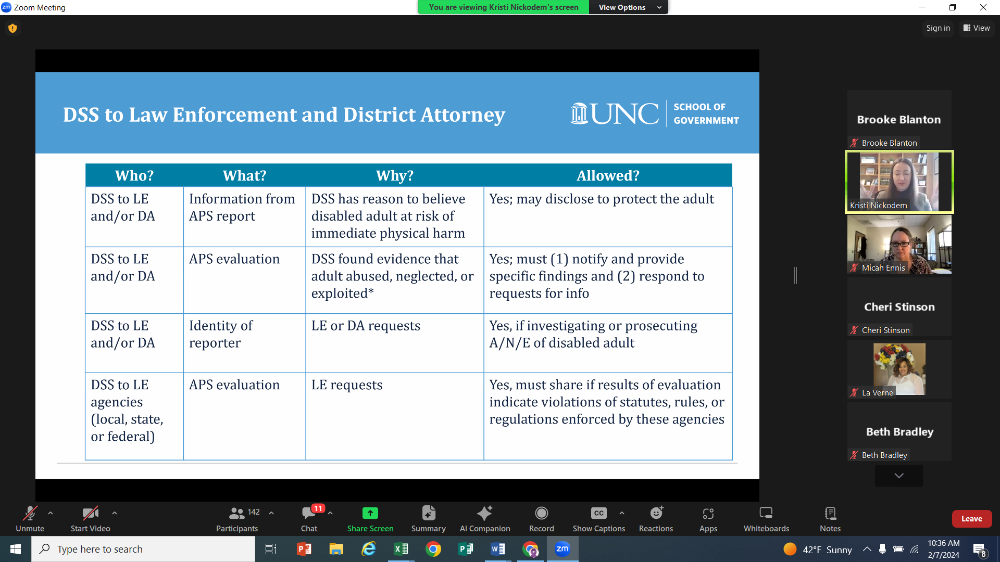 zm Zoom Meeting
You are viewing Kristi Nickodem's screen
View Options
Sign in
View
DSS to Law Enforcement and District Attorney
UNC
SCHOOL OF
GOVERNMENT
Who? What? Why? Allowed?
DSS to LE
and/or DA
Information from
APS report
DSS has reason to believe
disabled adult at risk of
immediate physical harm
Yes; may disclose to protect the adult
DSS to LE
and/or DA
APS evaluation
DSS found evidence that
adult abused, neglected, or
exploited*
Yes; must (1) notify and provide
specific findings and (2) respond to
requests for info
DSS to LE
and/or DA
Identity of
reporter
LE or DA requests
Yes, if investigating or prosecuting
A/N/E of disabled adult
DSS to LE
agencies
(local, state,
or federal)
APS evaluation
LE requests
Yes, must share if results of evaluation
indicate violations of statutes, rules, or
regulations enforced by these agencies
Brooke Blanton
Brooke Blanton
Kristi Nickodem
Micah Ennis
Cheri Stinson
Cheri Stinson
La Verne
Beth Bradley
Beth Bradley
Unmute
Start Video
142
Participants
11
Chat
Share Screen
Summary
AI Companion
Record
CC
Show Captions
Reactions
Apps
Whiteboards
Notes
Leave
Type here to search
zm
42°F Sunny
10:36 AM
2/7/2024
8